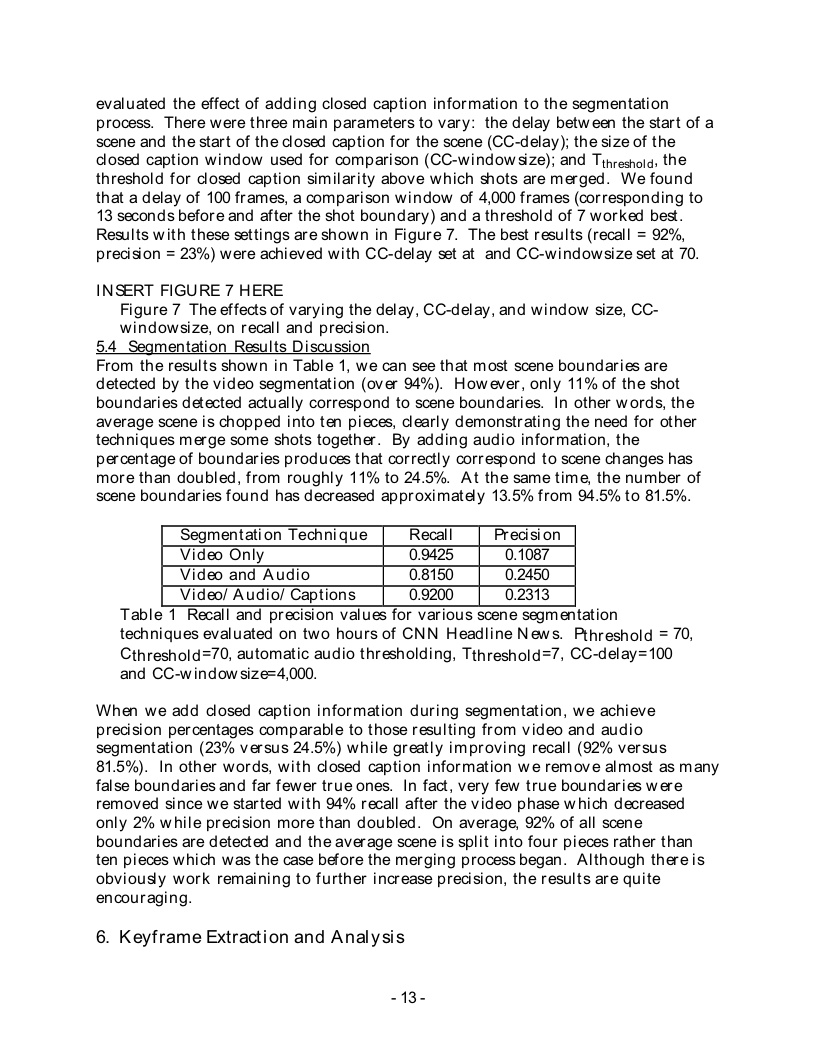 evaluated the effect of adding closed caption information to the segmentation
process. There were three main parameters to vary: the delay between the start of a
scene and the start of the closed caption for the scene (CC-delay); the size of the
closed caption window used for comparison (CC-windowsize); and Tthreshold, the
threshold for closed caption similarity above which shots are merged. We found
that a delay of 100 frames, a comparison window of 4,000 frames (corresponding to
13 seconds before and after the shot boundary) and a threshold of 7 worked best.
Results with these settings are shown in Figure 7. The best results (recall = 92%,
precision = 23%) were achieved with CC-delay set at and CC-windowsize set at 70.
INSERT FIGURE 7 HERE
Figure 7 The effects of varying the delay, CC-delay, and window size, CC-
windowsize, on recall and precision.
5.4 Segmentation Results Discussion
From the results shown in Table 1, we can see that most scene boundaries are
detected by the video segmentation (over 94%). However, only 11% of the shot
boundaries detected actually correspond to scene boundaries. In other words, the
average scene is chopped into ten pieces, clearly demonstrating the need for other
techniques merge some shots together. By adding audio information, the
percentage of boundaries produces that correctly correspond to scene changes has
more than doubled, from roughly 11% to 24.5%. At the same time, the number of
scene boundaries found has decreased approximately 13.5% from 94.5% to 81.5%.
Segmentation Technique Recall Precision
Video Only 0.9425 0.1087
Video and Audio 0.8150 0.2450
Video/Audio/Captions 0.9200 0.2313
Table 1 Recall and precision values for various scene segmentation
techniques evaluated on two hours of CNN Headline News. Pthreshold = 70,
Cthreshold=70, automatic audio thresholding, Tthreshold=7, CC-delay=100
and CC-windowsize=4,000.
When we add closed caption information during segmentation, we achieve
precision percentages comparable to those resulting from video and audio
segmentation (23% versus 24.5%) while greatly improving recall (92% versus
81.5%). In other words, with closed caption information we remove almost as many
false boundaries and far fewer true ones. In fact, very few true boundaries were
removed since we started with 94% recall after the video phase which decreased
only 2% while precision more than doubled. On average, 92% of all scene
boundaries are detected and the average scene is split into four pieces rather than
ten pieces which was the case before the merging process began. Although there is
obviously work remaining to further increase precision, the results are quite
encouraging.
6. Keyframe Extraction and Analysis
- 13 -